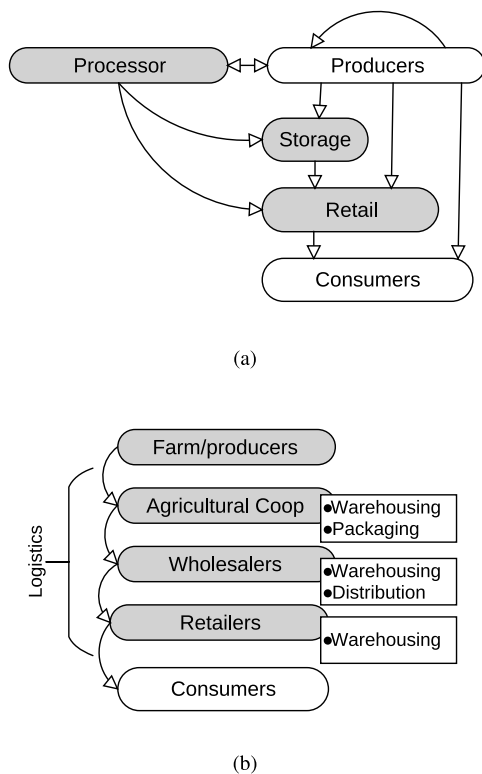 Processor
Producers
Storage
Retail
Consumers
(a)
Farm/producers
Agricultural Coop
●Warehousing
●Packaging
Wholesalers
●Warehousing
●Distribution
Logistics
Retailers
●Warehousing
Consumers
(b)